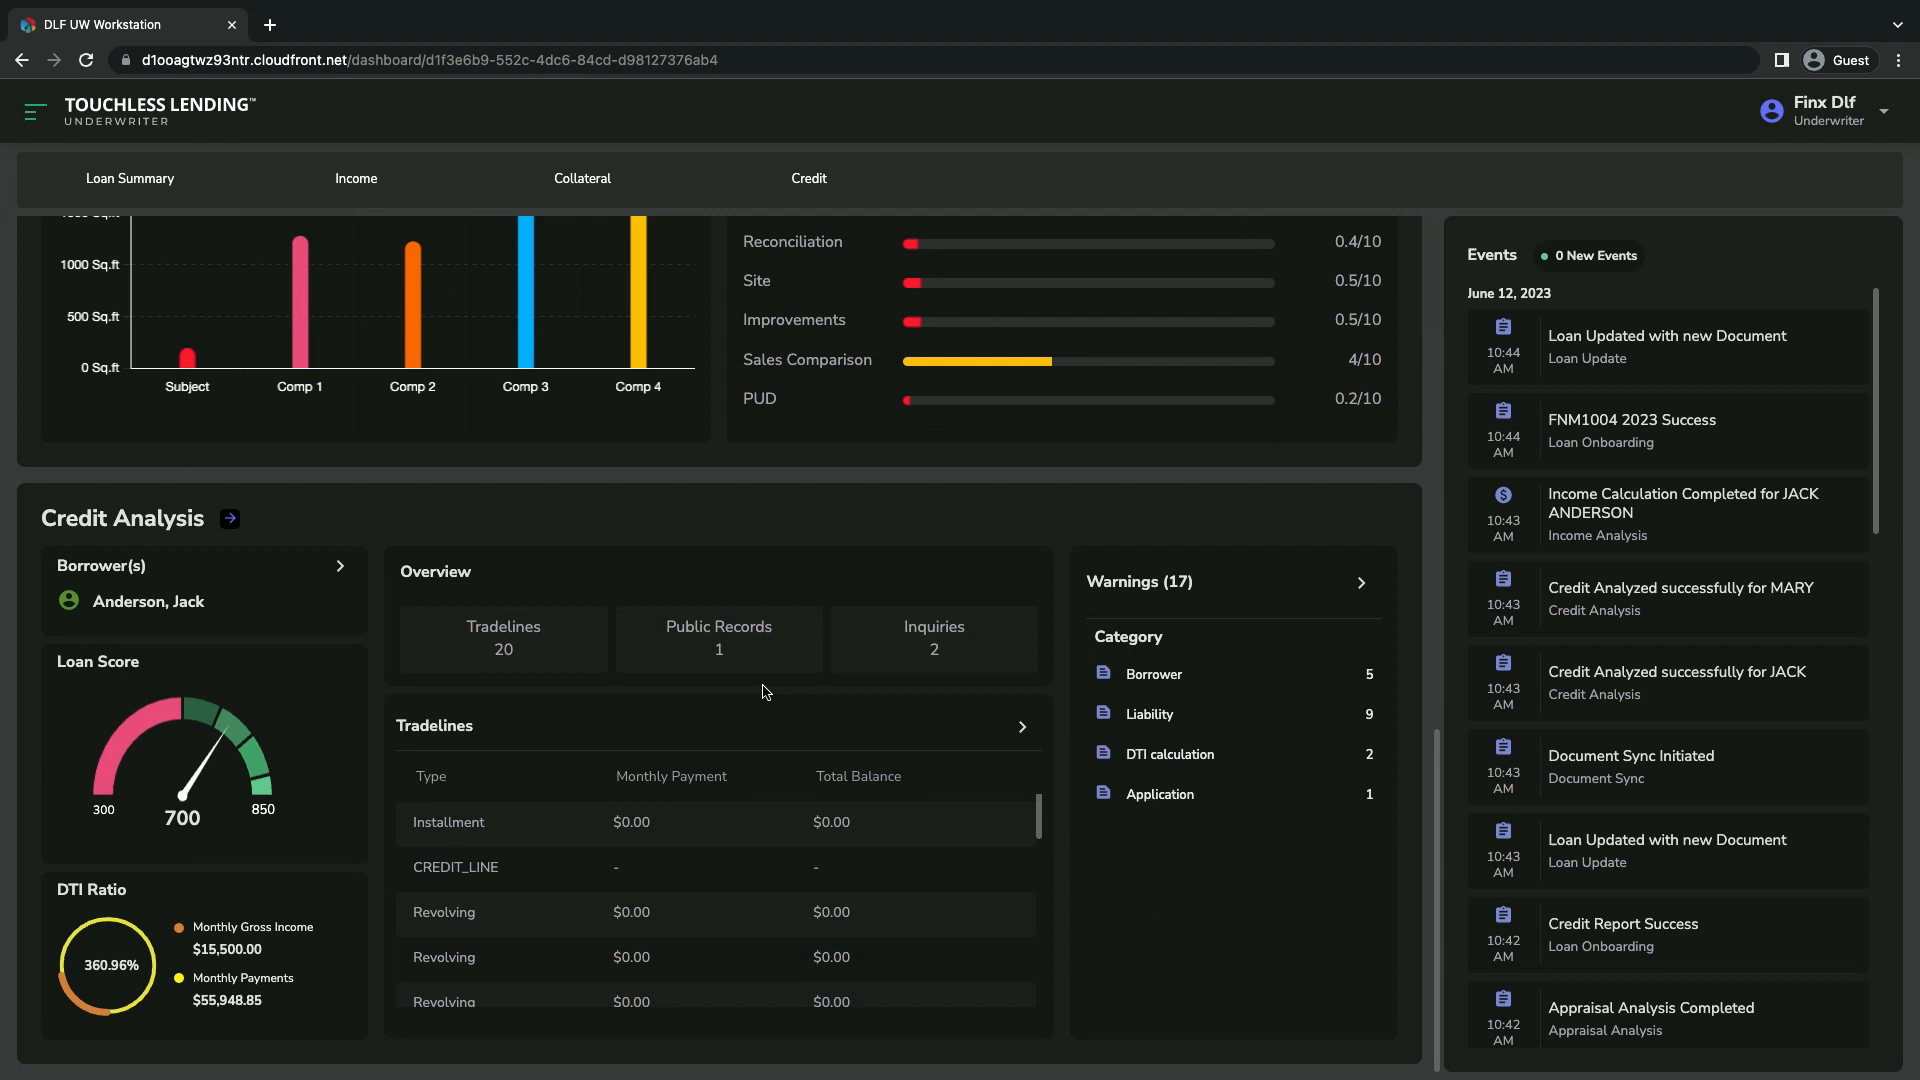 DLF UW Workstation
d1ooagtwz93ntr.cloudfront.net/dashboard/d1f3e6b9-552c-4dc6-84cd-d98127376ab4
Guest
TOUCHLESS LENDING™
UNDERWRITER
Finx Dlf
Underwriter
Loan Summary Income Collateral Credit
1000 Sq.ft
500 Sq.ft
0 Sq.ft
Subject Comp 1 Comp 2 Comp 3 Comp 4
Reconciliation 0.4/10
Site 0.5/10
Improvements 0.5/10
Sales Comparison 4/10
PUD 0.2/10
Credit Analysis
Borrower(s)
Anderson, Jack
Loan Score
300 850
700
DTI Ratio
360.96%
Monthly Gross Income
$15,500.00
Monthly Payments
$55,948.85
Overview
Tradelines Public Records Inquiries
20 1 2
Tradelines
Type Monthly Payment Total Balance
Installment $0.00 $0.00
CREDIT_LINE - -
Revolving $0.00 $0.00
Revolving $0.00 $0.00
Revolving $0.00 $0.00
Warnings (17)
Category
Borrower 5
Liability 9
DTI calculation 2
Application 1
Events 0 New Events
June 12, 2023
10:44 AM
Loan Updated with new Document
Loan Update
10:44 AM
FNM1004 2023 Success
Loan Onboarding
10:43 AM
Income Calculation Completed for JACK
ANDERSON
Income Analysis
10:43 AM
Credit Analyzed successfully for MARY
Credit Analysis
10:43 AM
Credit Analyzed successfully for JACK
Credit Analysis
10:43 AM
Document Sync Initiated
Document Sync
10:43 AM
Loan Updated with new Document
Loan Update
10:42 AM
Credit Report Success
Loan Onboarding
10:42 AM
Appraisal Analysis Completed
Appraisal Analysis